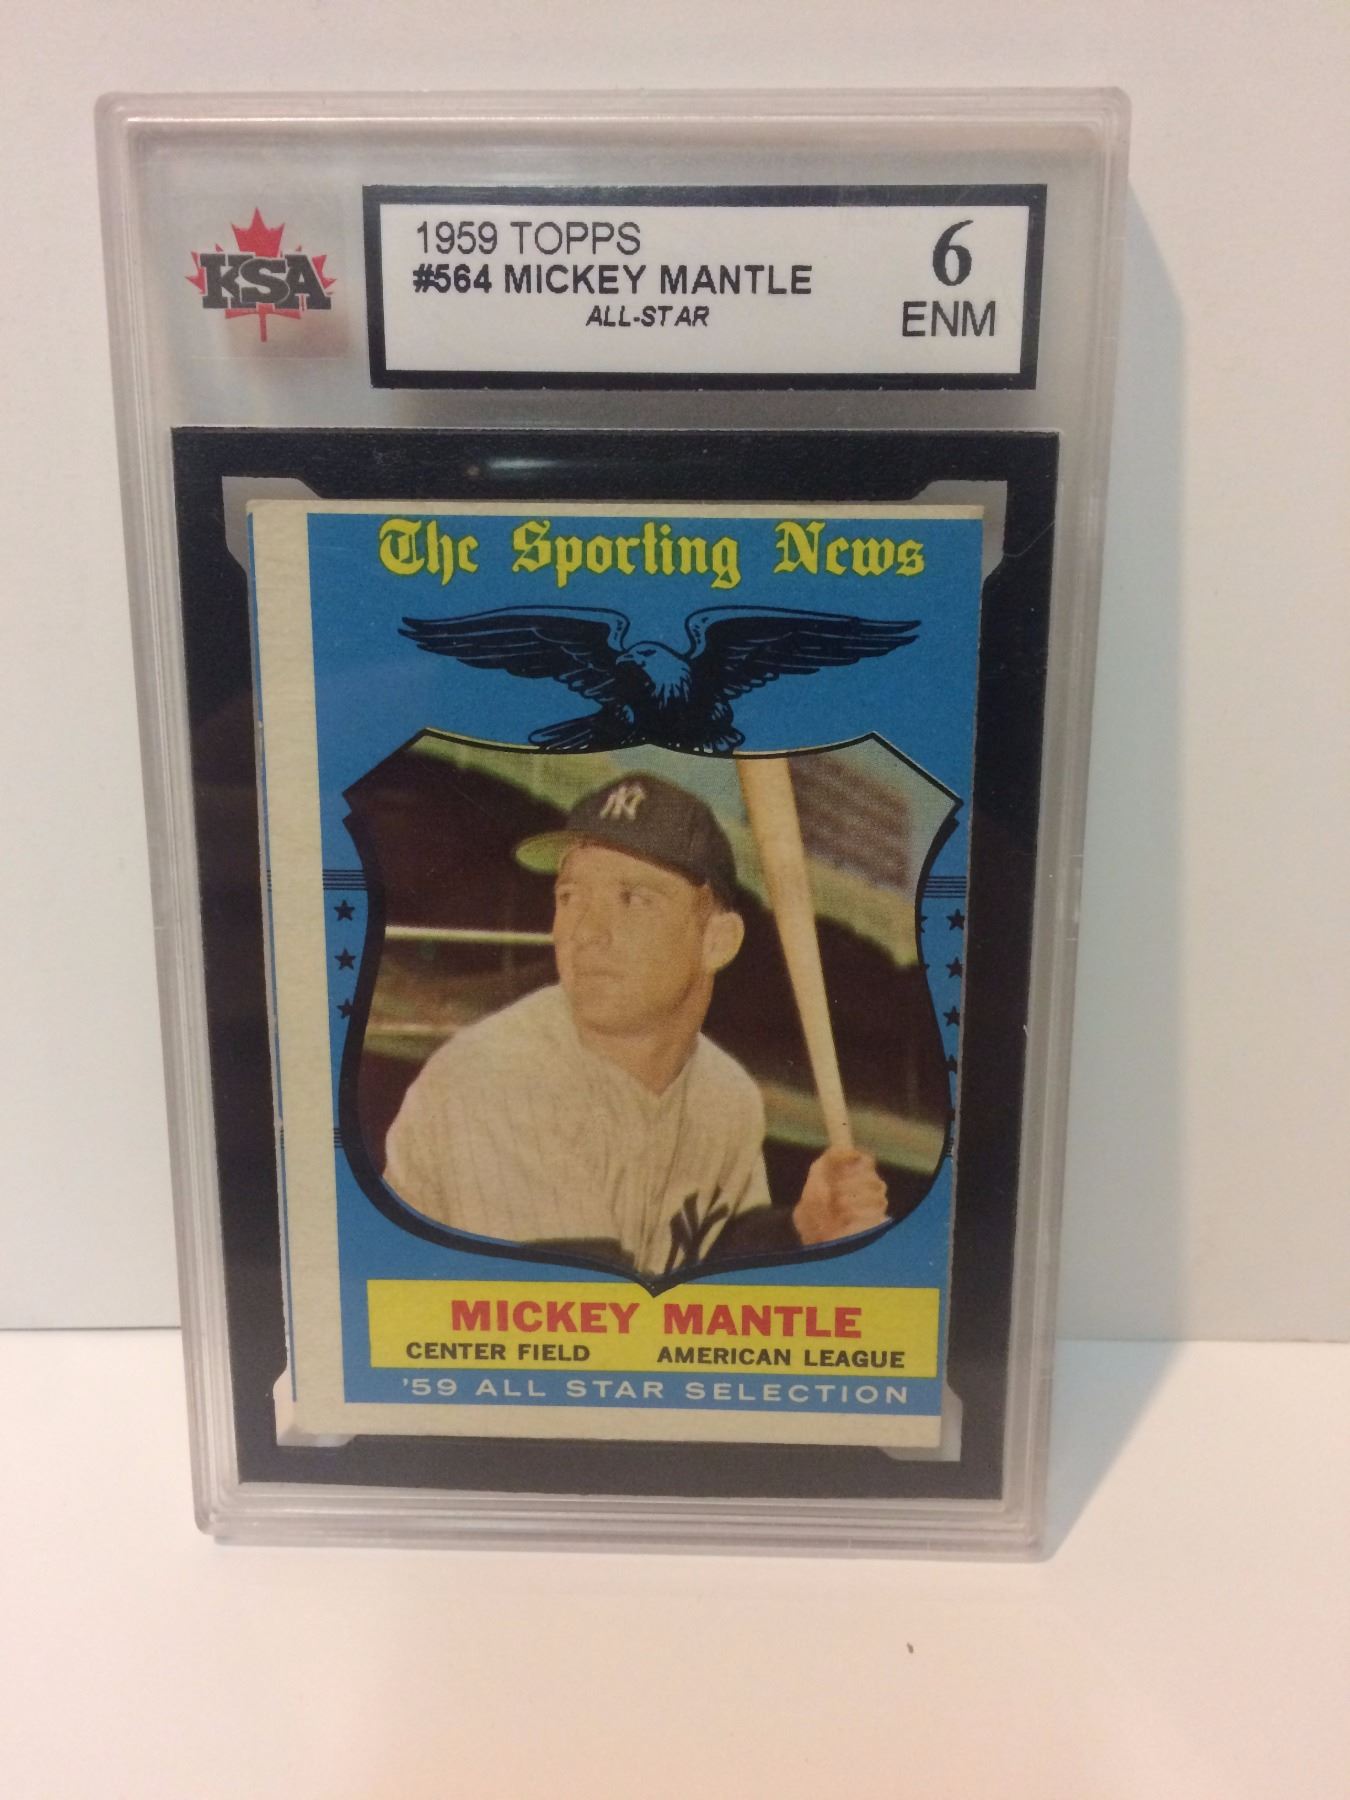 KSA
1959 TOPPS
#564 MICKEY MANTLE
ALL-STAR
6
ENM
The Sporting News
NY
NY
MICKEY MANTLE
CENTER FIELD AMERICAN LEAGUE
'59 ALL STAR SELECTION